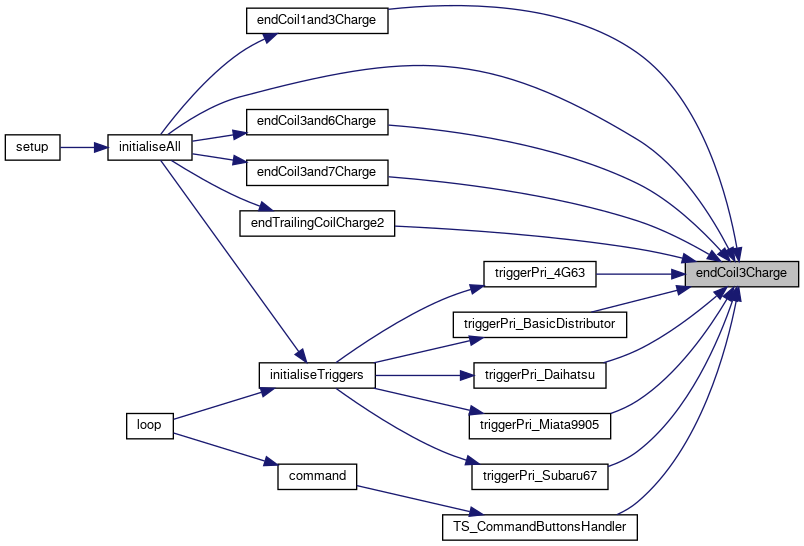 endCoil1and3Charge
endCoil3and6Charge
setup
initialiseAll
endCoil3and7Charge
endTrailingCoilCharge2
triggerPri_4G63
endCoil3Charge
triggerPri_BasicDistributor
initialiseTriggers
triggerPri_Daihatsu
loop
triggerPri_Miata9905
command
triggerPri_Subaru67
TS_CommandButtonsHandler